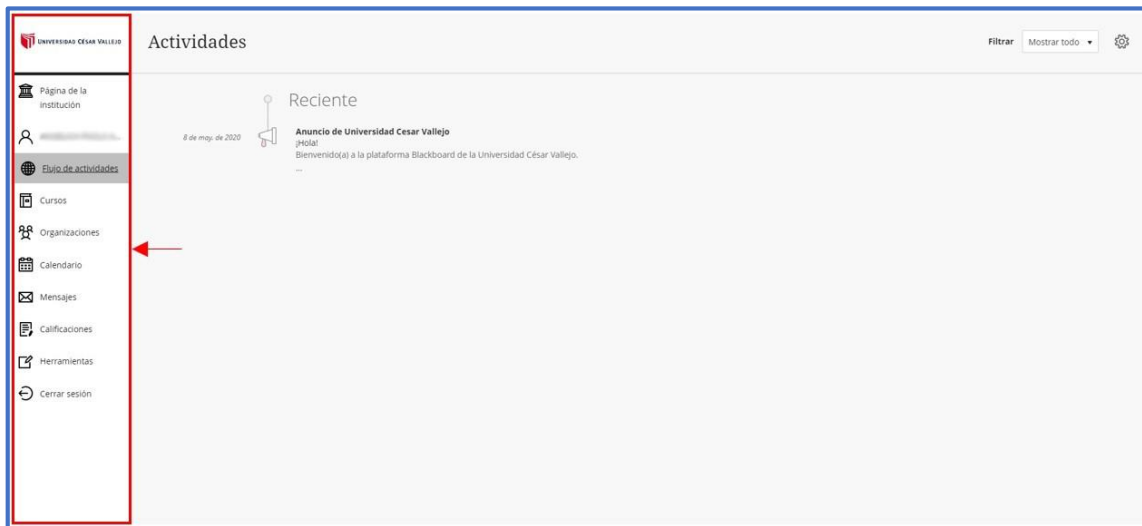 UNIVERSIDAD CÉSAR VALLEJO
Página de la
institución
Flujo de actividades
Cursos
Organizaciones
Calendario
Mensajes
Calificaciones
Herramientas
Cerrar sesión
Actividades
Filtrar
Mostrar todo
Reciente
8 de may. de 2020
Anuncio de Universidad Cesar Vallejo
¡Hola!
Bienvenido(a) a la plataforma Blackboard de la Universidad César Vallejo.
...